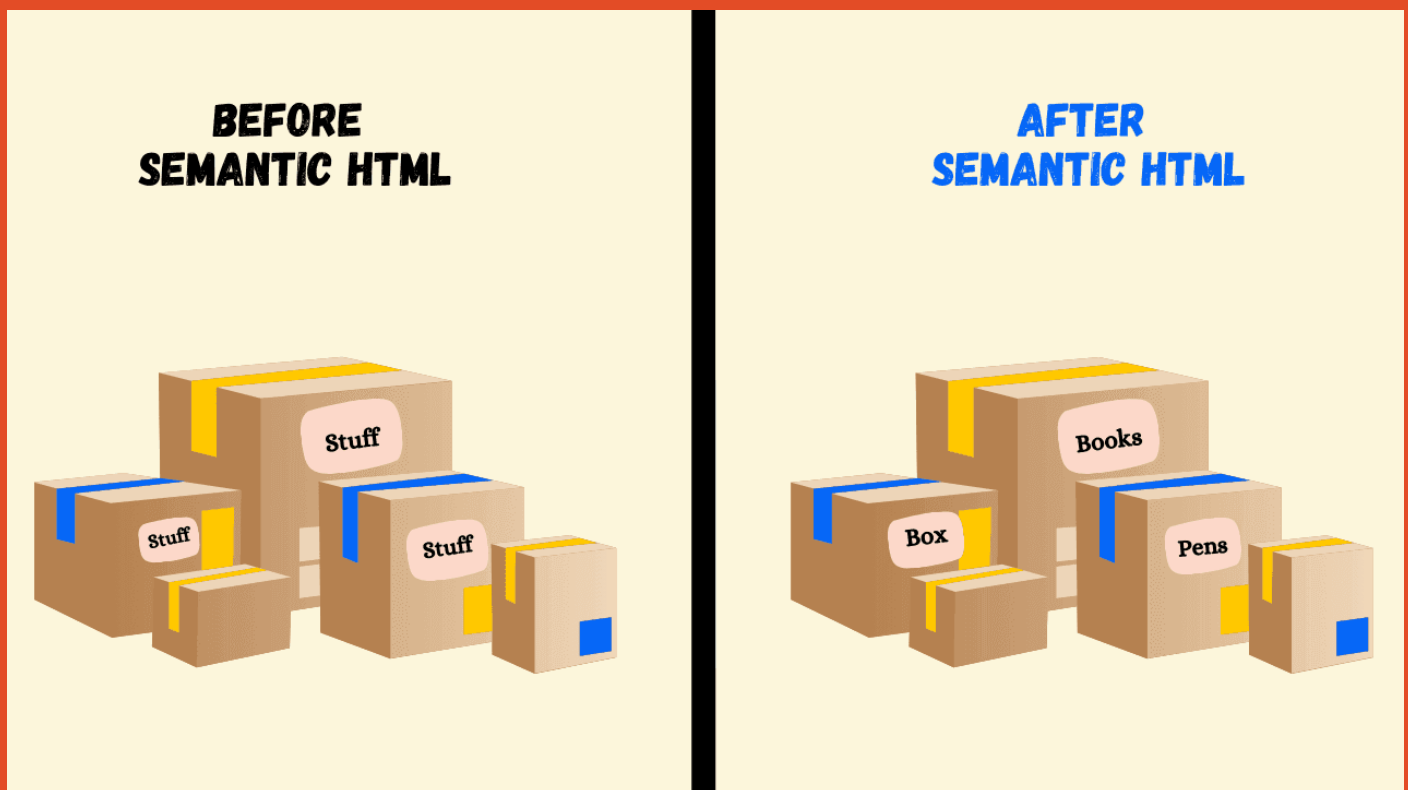 BEFORE
SEMANTIC HTML
Stuff
Stuff
Stuff
AFTER
SEMANTIC HTML
Books
Box
Pens